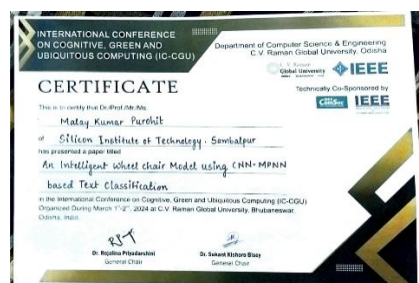 INTERNATIONAL CONFERENCE
ON COGNITIVE, GREEN AND
UBIQUITOUS COMPUTING (IC-CGU)
Department of Computer Science & Engineering
C.V. Raman Global University, Odisha
C. V. Raman
Global University
IEEE
Technically Co-Sponsored by
ComSoc
IEEE
CERTIFICATE
This is to certify that Dr./Prof./Mr./Ms.
Malay Kumar Purohit
of Silicon Institute of Technology, Sambalpur
has presented a paper titled
An Intelligent Wheel chair Model using CNN-MPNN
based Text Classification
in the International Conference on Cognitive, Green and Ubiquitous Computing (IC-CGU)
Organized During March 1st-2nd, 2024 at C.V. Raman Global University, Bhubaneswar,
Odisha, India.
Dr. Rojalina Priyadarshini
General Chair
Dr. Sukant Kishoro Bisoy
General Chair